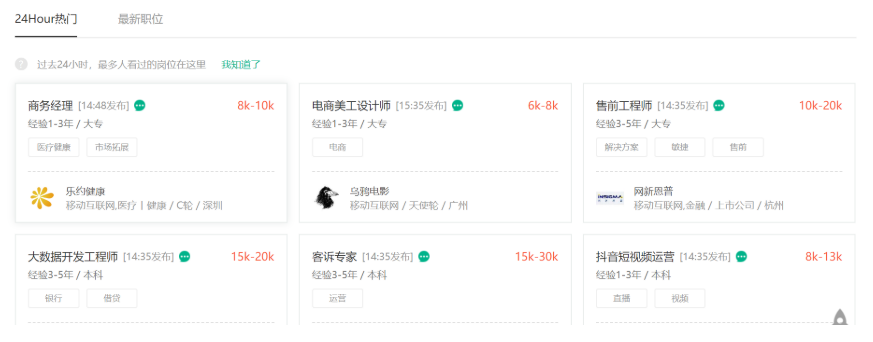 24Hour热门 最新职位
? 过去24小时，最多人看过的岗位在这里 我知道了
商务经理 [14:48发布] 8k-10k
经验1-3年 / 大专
医疗健康 市场拓展
乐约健康
移动互联网,医疗丨健康 / C轮 / 深圳
电商美工设计师 [15:35发布] 6k-8k
经验1-3年 / 大专
电商
乌鸦电影
移动互联网 / 天使轮 / 广州
售前工程师 [14:35发布] 10k-20k
经验3-5年 / 大专
解决方案 敏捷 售前
INSIGMA
网新恩普
移动互联网,金融 / 上市公司 / 杭州
大数据开发工程师 [14:35发布] 15k-20k
经验3-5年 / 本科
银行 借贷
客诉专家 [14:35发布] 15k-30k
经验3-5年 / 本科
运营
抖音短视频运营 [14:35发布] 8k-13k
经验1-3年 / 本科
直播 视频